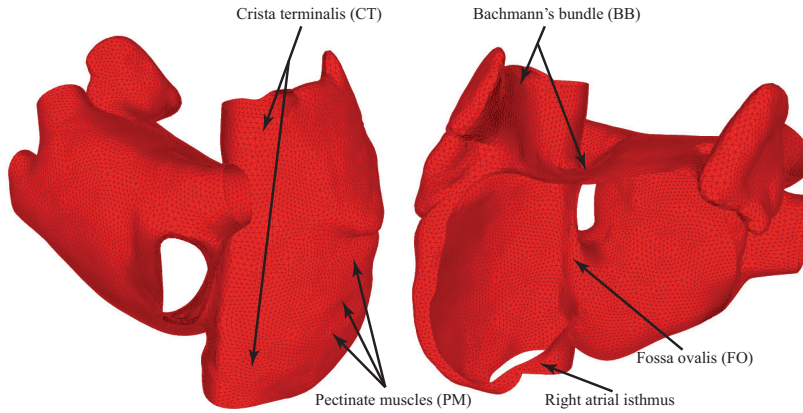 Crista terminalis (CT)
Bachmann’s bundle (BB)
Fossa ovalis (FO)
Pectinate muscles (PM)
Right atrial isthmus